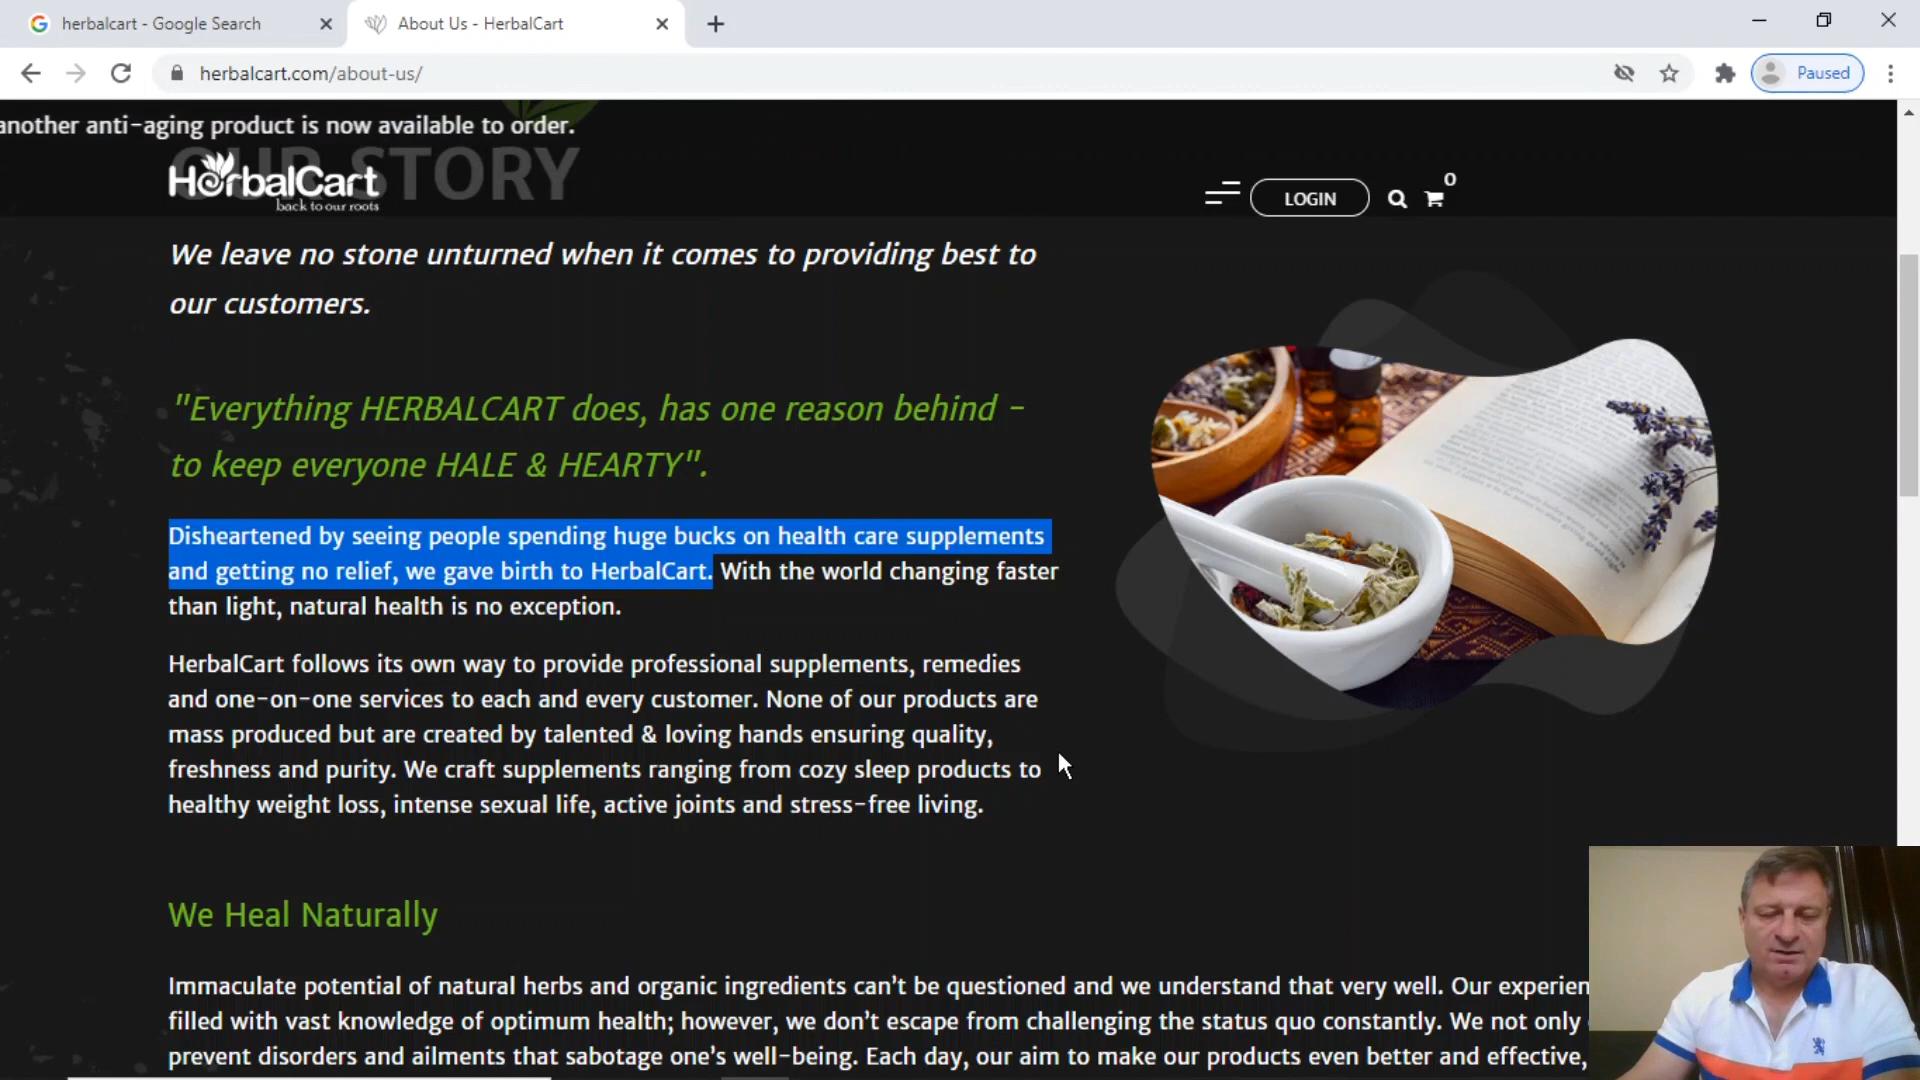 herbalcart - Google Search
About Us - HerbalCart
herbalcart.com/about-us/
Paused
another anti-aging product is now available to order.
OUR STORY
HerbalCart
back to our roots
LOGIN
0
We leave no stone unturned when it comes to providing best to
our customers.
"Everything HERBALCART does, has one reason behind -
to keep everyone HALE & HEARTY".
Disheartened by seeing people spending huge bucks on health care supplements
and getting no relief, we gave birth to HerbalCart. With the world changing faster
than light, natural health is no exception.
HerbalCart follows its own way to provide professional supplements, remedies
and one-on-one services to each and every customer. None of our products are
mass produced but are created by talented & loving hands ensuring quality,
freshness and purity. We craft supplements ranging from cozy sleep products to
healthy weight loss, intense sexual life, active joints and stress-free living.
We Heal Naturally
Immaculate potential of natural herbs and organic ingredients can't be questioned and we understand that very well. Our experien
filled with vast knowledge of optimum health; however, we don't escape from challenging the status quo constantly. We not only
prevent disorders and ailments that sabotage one's well-being. Each day, our aim to make our products even better and effective,